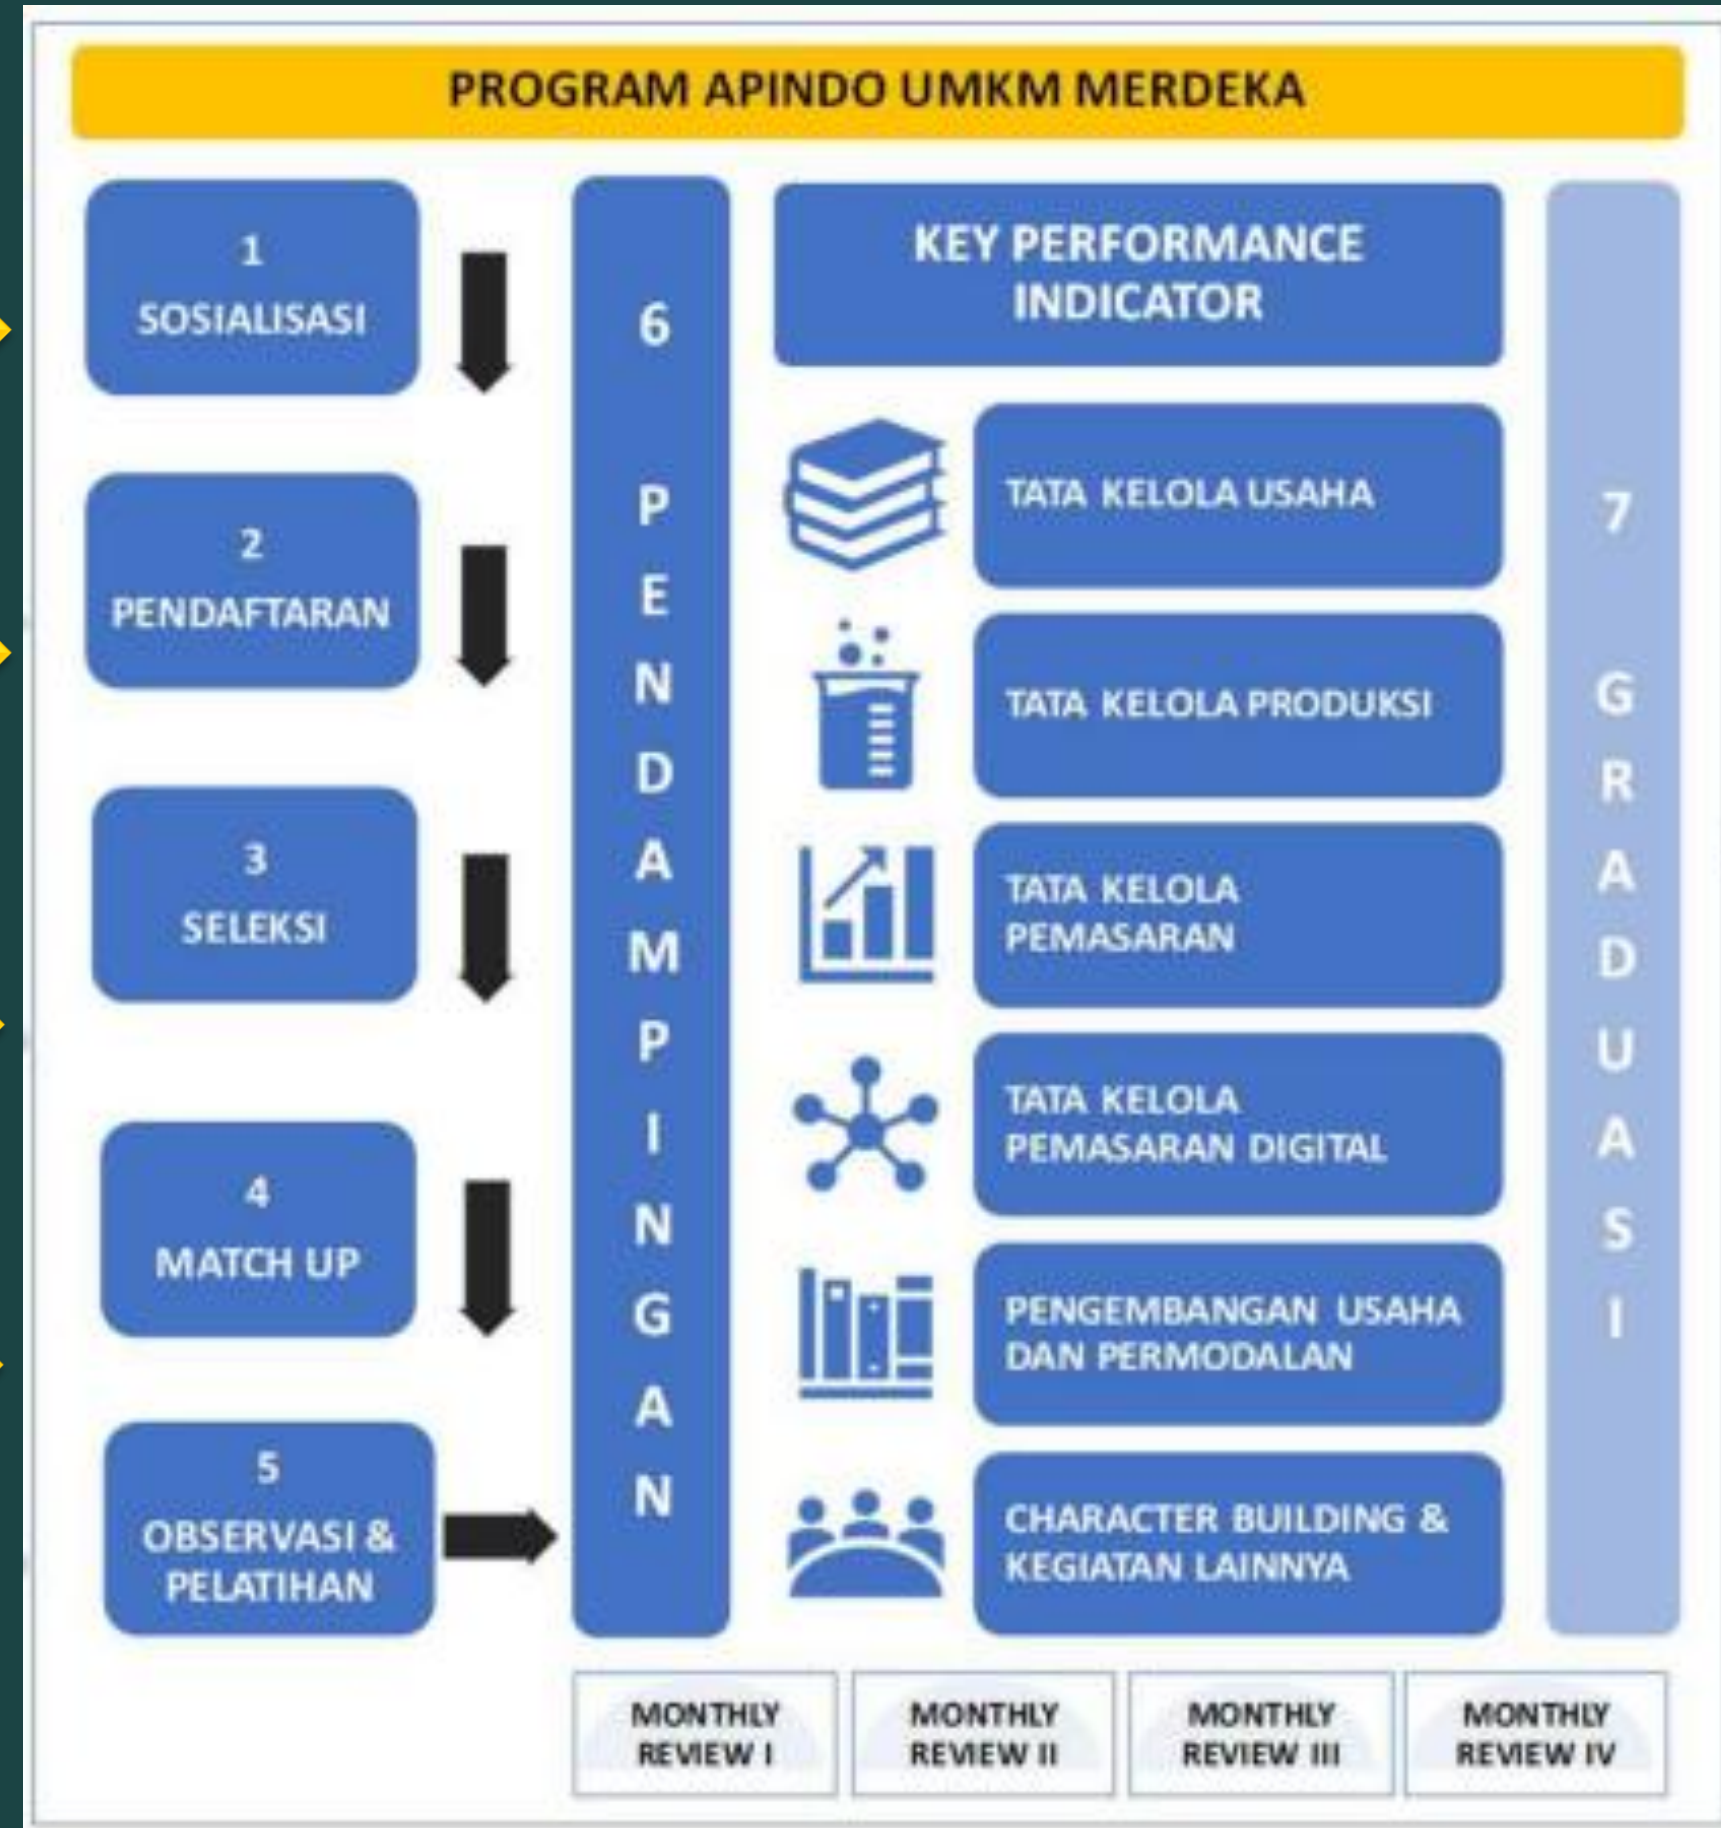 PROGRAM APINDO UMKM MERDEKA
1
SOSIALISASI
2
PENDAFTARAN
3
SELEKSI
4
MATCH UP
5
OBSERVASI &
PELATIHAN
6
PENDAMPINGAN
KEY PERFORMANCE
INDICATOR
TATA KELOLA USAHA
TATA KELOLA PRODUKSI
TATA KELOLA
PEMASARAN
TATA KELOLA
PEMASARAN DIGITAL
PENGEMBANGAN USAHA
DAN PERMODALAN
CHARACTER BUILDING &
KEGIATAN LAINNYA
7
GRADUASI
MONTHLY
REVIEW I
MONTHLY
REVIEW II
MONTHLY
REVIEW III
MONTHLY
REVIEW IV